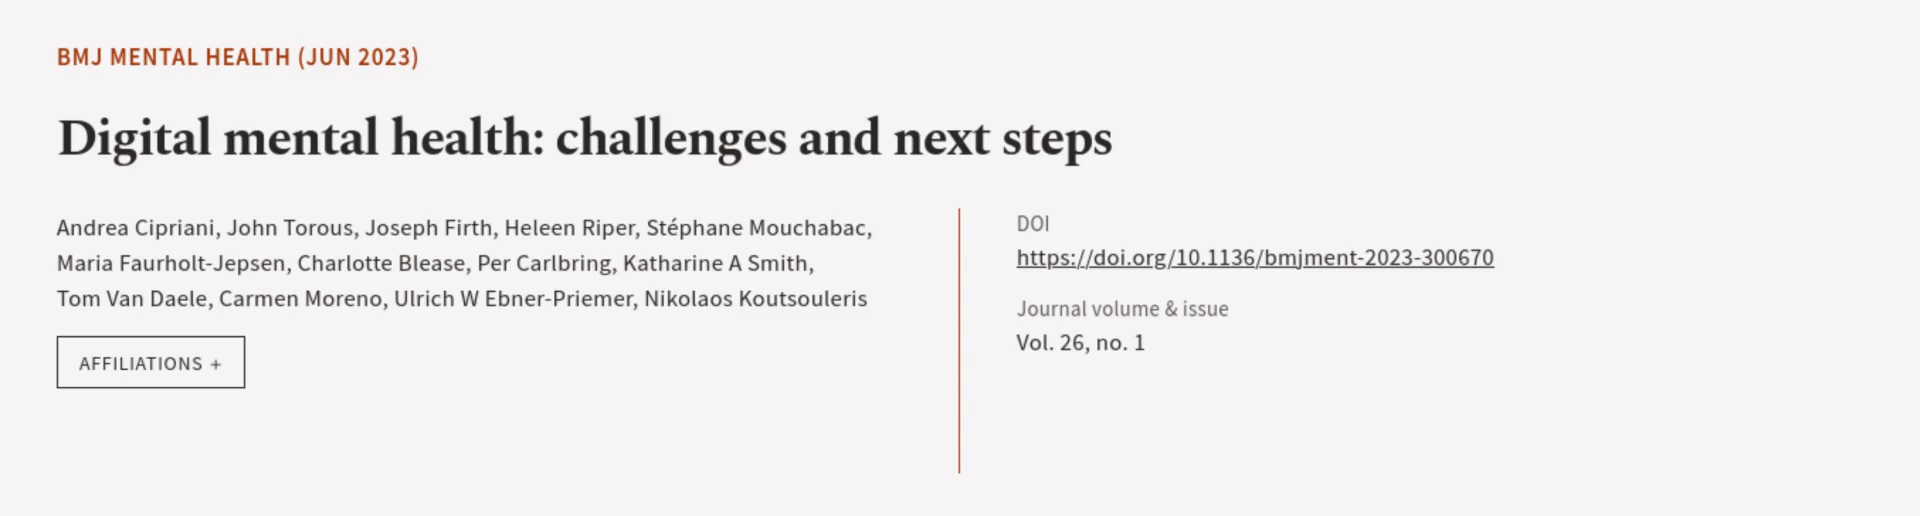 BMJ MENTAL HEALTH (JUN 2023)
Digital mental health: challenges and next steps
Andrea Cipriani, John Torous, Joseph Firth, Heleen Riper, Stéphane Mouchabac,
Maria Faurholt-Jepsen, Charlotte Blease, Per Carlbring, Katharine A Smith,
Tom Van Daele, Carmen Moreno, Ulrich W Ebner-Priemer, Nikolaos Koutsouleris
AFFILIATIONS +
DOI
https://doi.org/10.1136/bmjment-2023-300670
Journal volume & issue
Vol. 26, no. 1